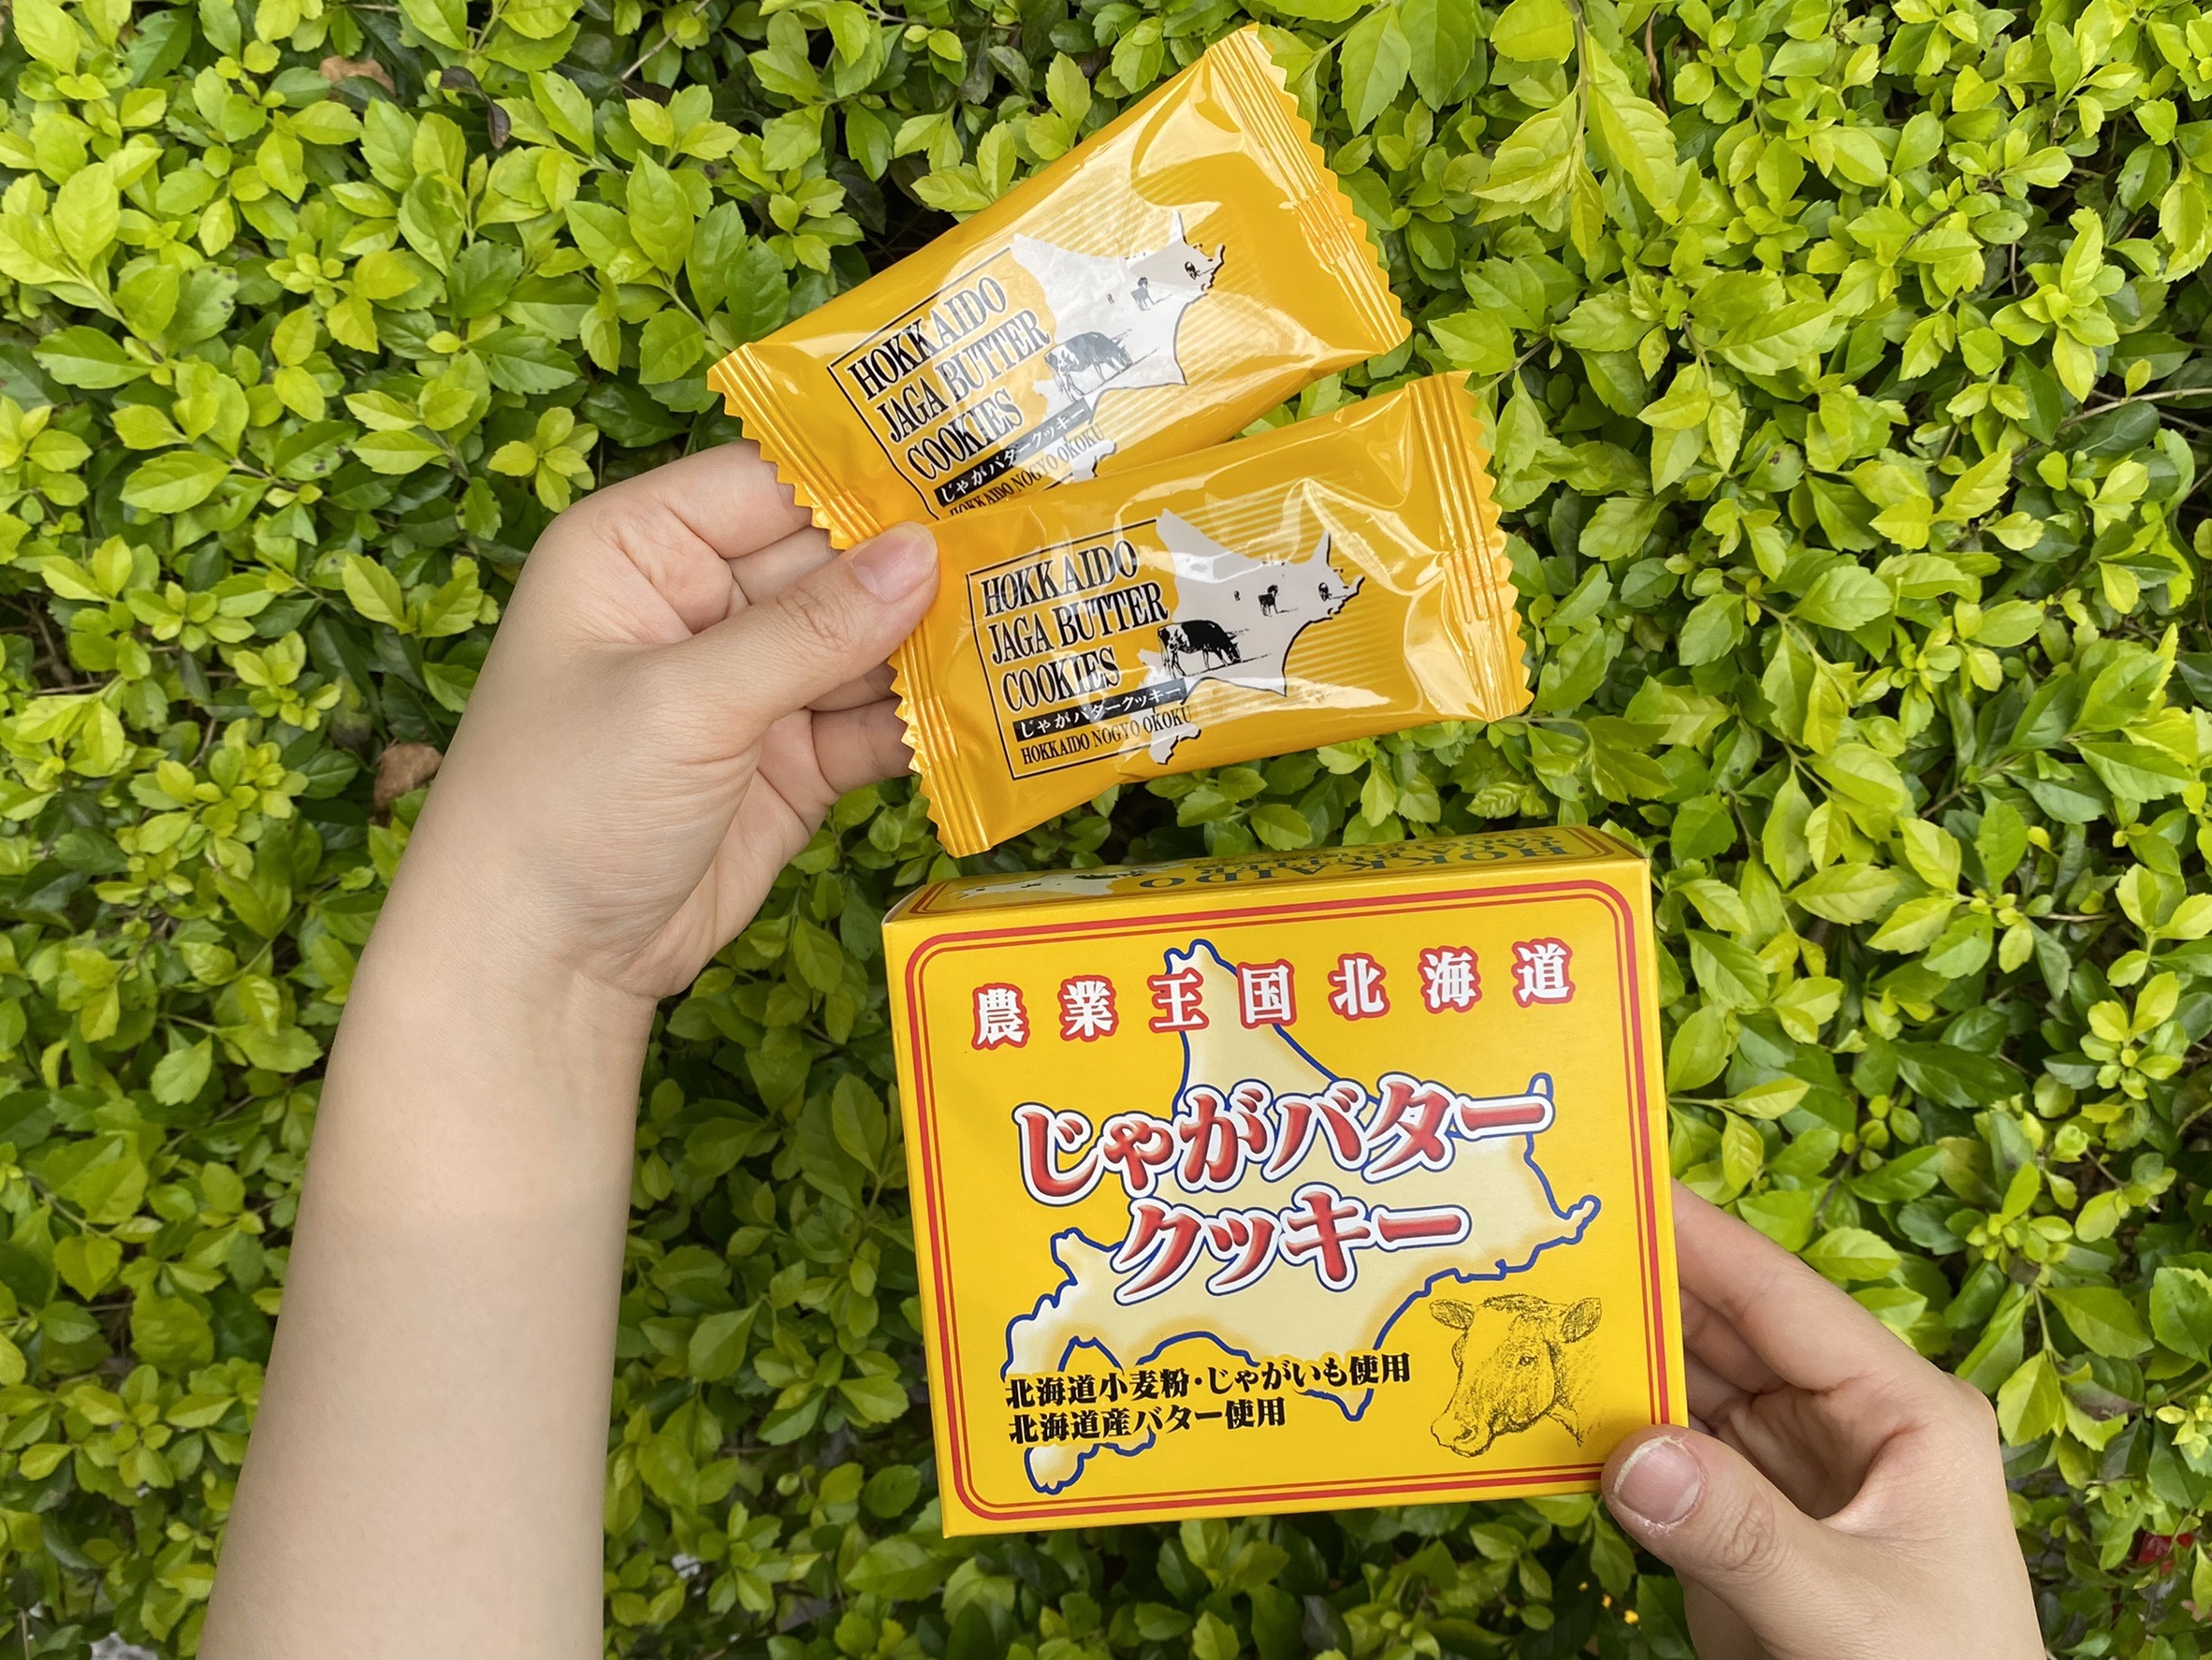 HOKKAIDO
JAGA BUTTER
COOKIES
じゃがバタークッキー
HOKKAIDO NOGYO OKOKU
HOKKAIDO
JAGA BUTTER
COOKIES
じゃがバタークッキー
HOKKAIDO NOGYO OKOKU
HOKKAIDO
農業王国北海道
じゃがバター
クッキー
北海道小麦粉・じゃがいも使用
北海道産バター使用